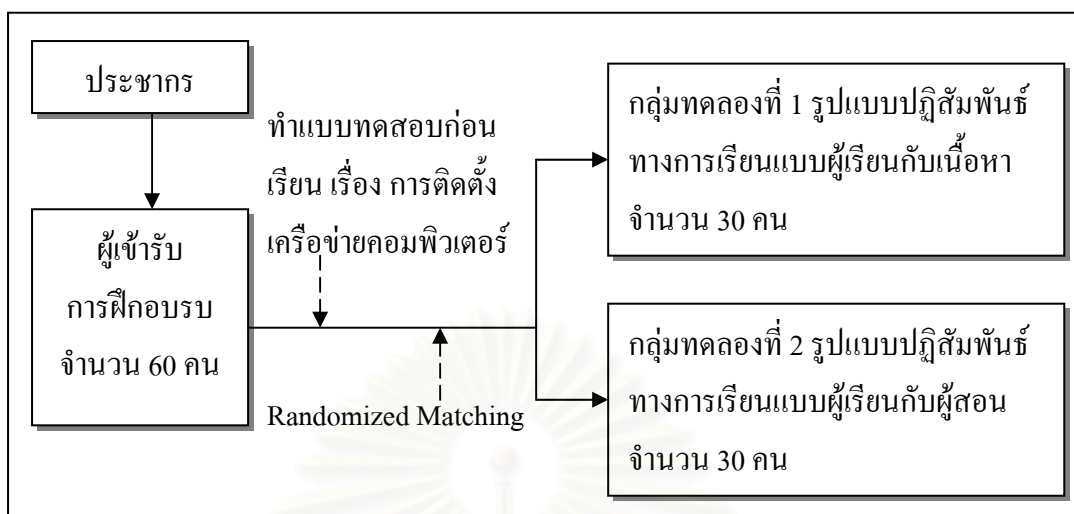 ประชากร
ผู้เข้ารับ
การฝึกอบรบ
จำนวน 60 คน
ทำแบบทดสอบก่อน
เรียน เรื่อง การติดตั้ง
เครือข่ายคอมพิวเตอร์
Randomized Matching
กลุ่มทดลองที่ 1 รูปแบบปฏิสัมพันธ์
ทางการเรียนแบบผู้เรียนกับเนื้อหา
จำนวน 30 คน
กลุ่มทดลองที่ 2 รูปแบบปฏิสัมพันธ์
ทางการเรียนแบบผู้เรียนกับผู้สอน
จำนวน 30 คน